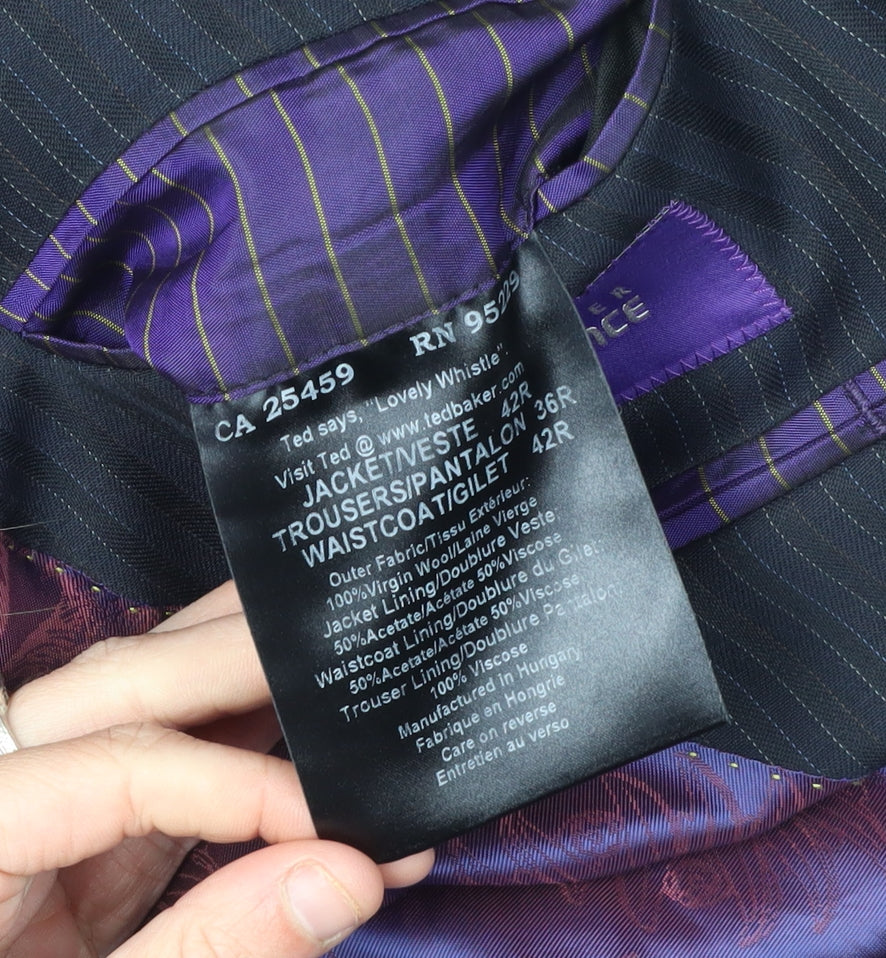 CA 25459 RN 95229
Ted says, "Lovely Whistle".
Visit Ted @ www.tedbaker.com
JACKET/VESTE 42R
TROUSERS/PANTALON 36R
WAISTCOAT/GILET 42R
Outer Fabric/Tissu Extérieur:
100%Virgin Wool/Laine Vierge
Jacket Lining/Doublure Veste
50%Acetate/Acétate 50%Viscose
Waistcoat Lining/Doublure du Gilet
50%Acetate/Acétate 50%Viscose
Trouser Lining/Doublure Pantalon
100% Viscose
Manufactured in Hungary
Fabriqué en Hongrie
Care on reverse
Entretien au verso